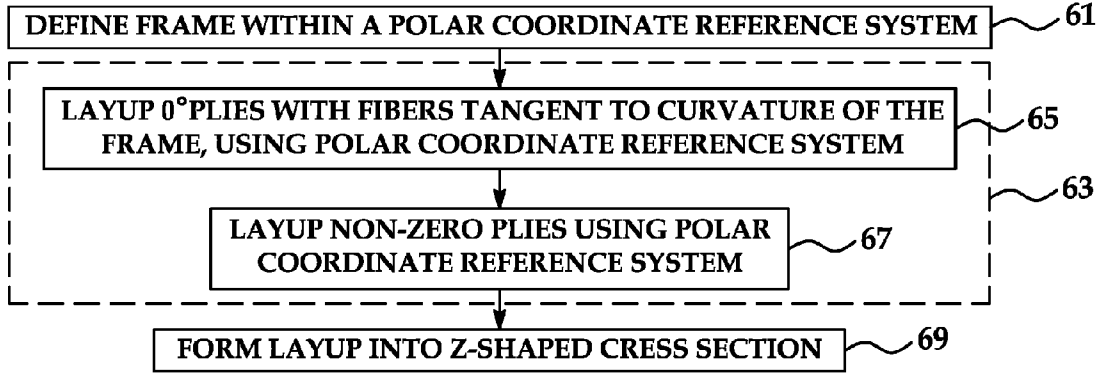 DEFINE FRAME WITHIN A POLAR COORDINATE REFERENCE SYSTEM
61
LAYUP 0°PLIES WITH FIBERS TANGENT TO CURVATURE OF THE
FRAME, USING POLAR COORDINATE REFERENCE SYSTEM
65
63
LAYUP NON-ZERO PLIES USING POLAR
COORDINATE REFERENCE SYSTEM
67
FORM LAYUP INTO Z-SHAPED CRESS SECTION
69